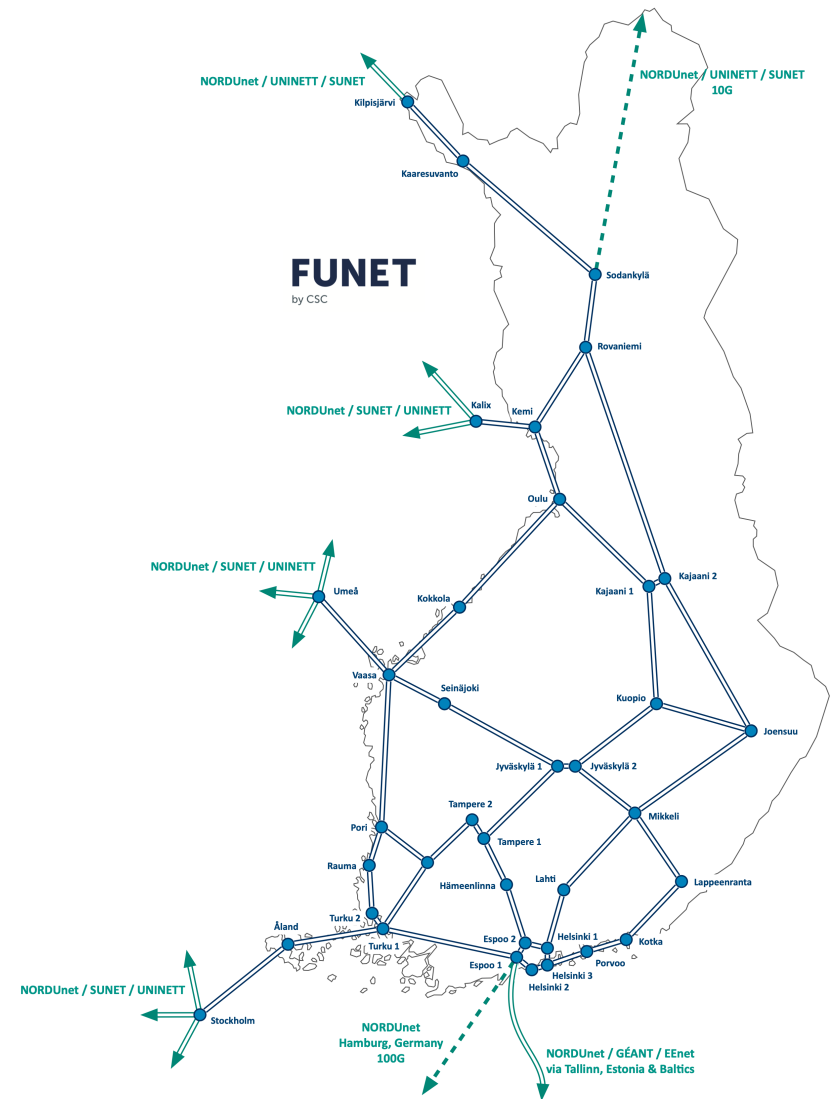 NORDUnet / UNINETT / SUNET
10G
NORDUnet / UNINETT / SUNET
Kilpisjärvi
Kaaresuvanto
FUNET
by CSC
Sodankylä
Rovaniemi
Kalix
Kemi
NORDUnet / SUNET / UNINETT
Oulu
NORDUnet / SUNET / UNINETT
Umeå
Kokkola
Kajaani 1
Kajaani 2
Vaasa
Seinäjoki
Kuopio
Joensuu
Jyväskylä 1
Jyväskylä 2
Tampere 2
Mikkeli
Pori
Tampere 1
Rauma
Hämeenlinna
Lahti
Lappeenranta
Turku 2
Åland
Turku 1
Espoo 2
Helsinki 1
Kotka
Espoo 1
Porvoo
Helsinki 3
Helsinki 2
NORDUnet / SUNET / UNINETT
Stockholm
NORDUnet
Hamburg, Germany
100G
NORDUnet / GÉANT / EEnet
via Tallinn, Estonia & Baltics